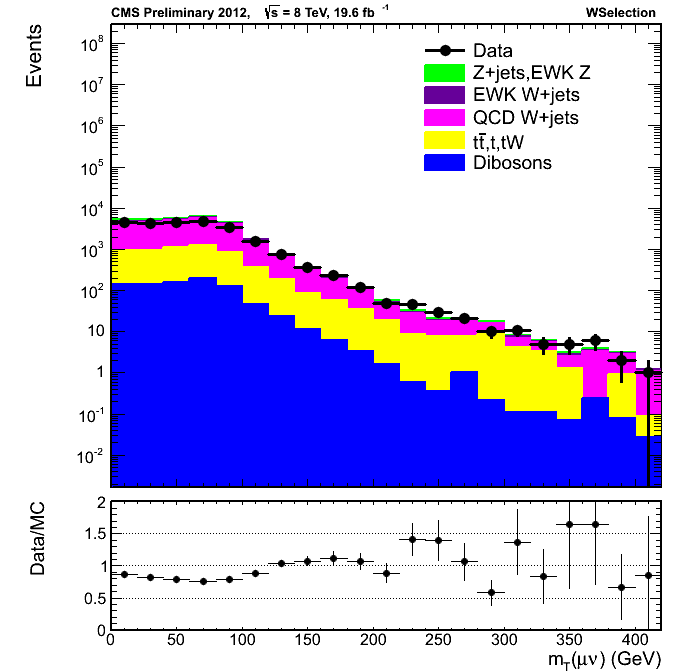 CMS Preliminary 2012, √s = 8 TeV, 19.6 fb⁻¹ WSelection
Events
Data
Z+jets,EWK Z
EWK W+jets
QCD W+jets
tt̄,t,tW
Dibosons
10⁸
10⁷
10⁶
10⁵
10⁴
10³
10²
10
1
10⁻¹
10⁻²
Data/MC
2
1.5
1
0.5
0
0 50 100 150 200 250 300 350 400
m_T(μν) (GeV)